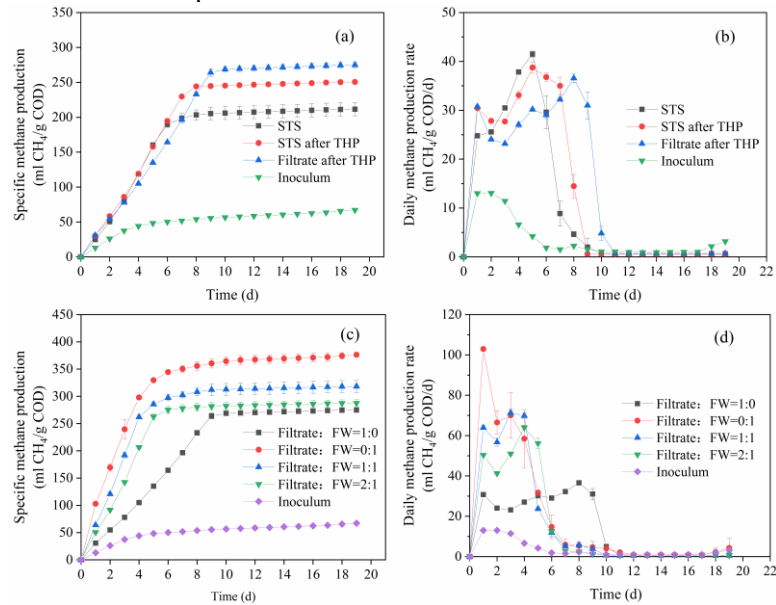 (a)
Specific methane production
(ml CH₄/g COD)
350
300
250
200
150
100
50
0
STS
STS after THP
Filtrate after THP
Inoculum
0 2 4 6 8 10 12 14 16 18 20
Time (d)
(b)
Daily methane production rate
(ml CH₄/g COD/d)
50
40
30
20
10
0
STS
STS after THP
Filtrate after THP
Inoculum
0 2 4 6 8 10 12 14 16 18 20 22
Time (d)
(c)
Specific methane production
(ml CH₄/g COD)
450
400
350
300
250
200
150
100
50
0
Filtrate：FW=1:0
Filtrate：FW=0:1
Filtrate：FW=1:1
Filtrate：FW=2:1
Inoculum
0 2 4 6 8 10 12 14 16 18 20
Time (d)
(d)
Daily methane production rate
(ml CH₄/g COD/d)
120
100
80
60
40
20
0
Filtrate：FW=1:0
Filtrate：FW=0:1
Filtrate：FW=1:1
Filtrate：FW=2:1
Inoculum
0 2 4 6 8 10 12 14 16 18 20 22
Time (d)